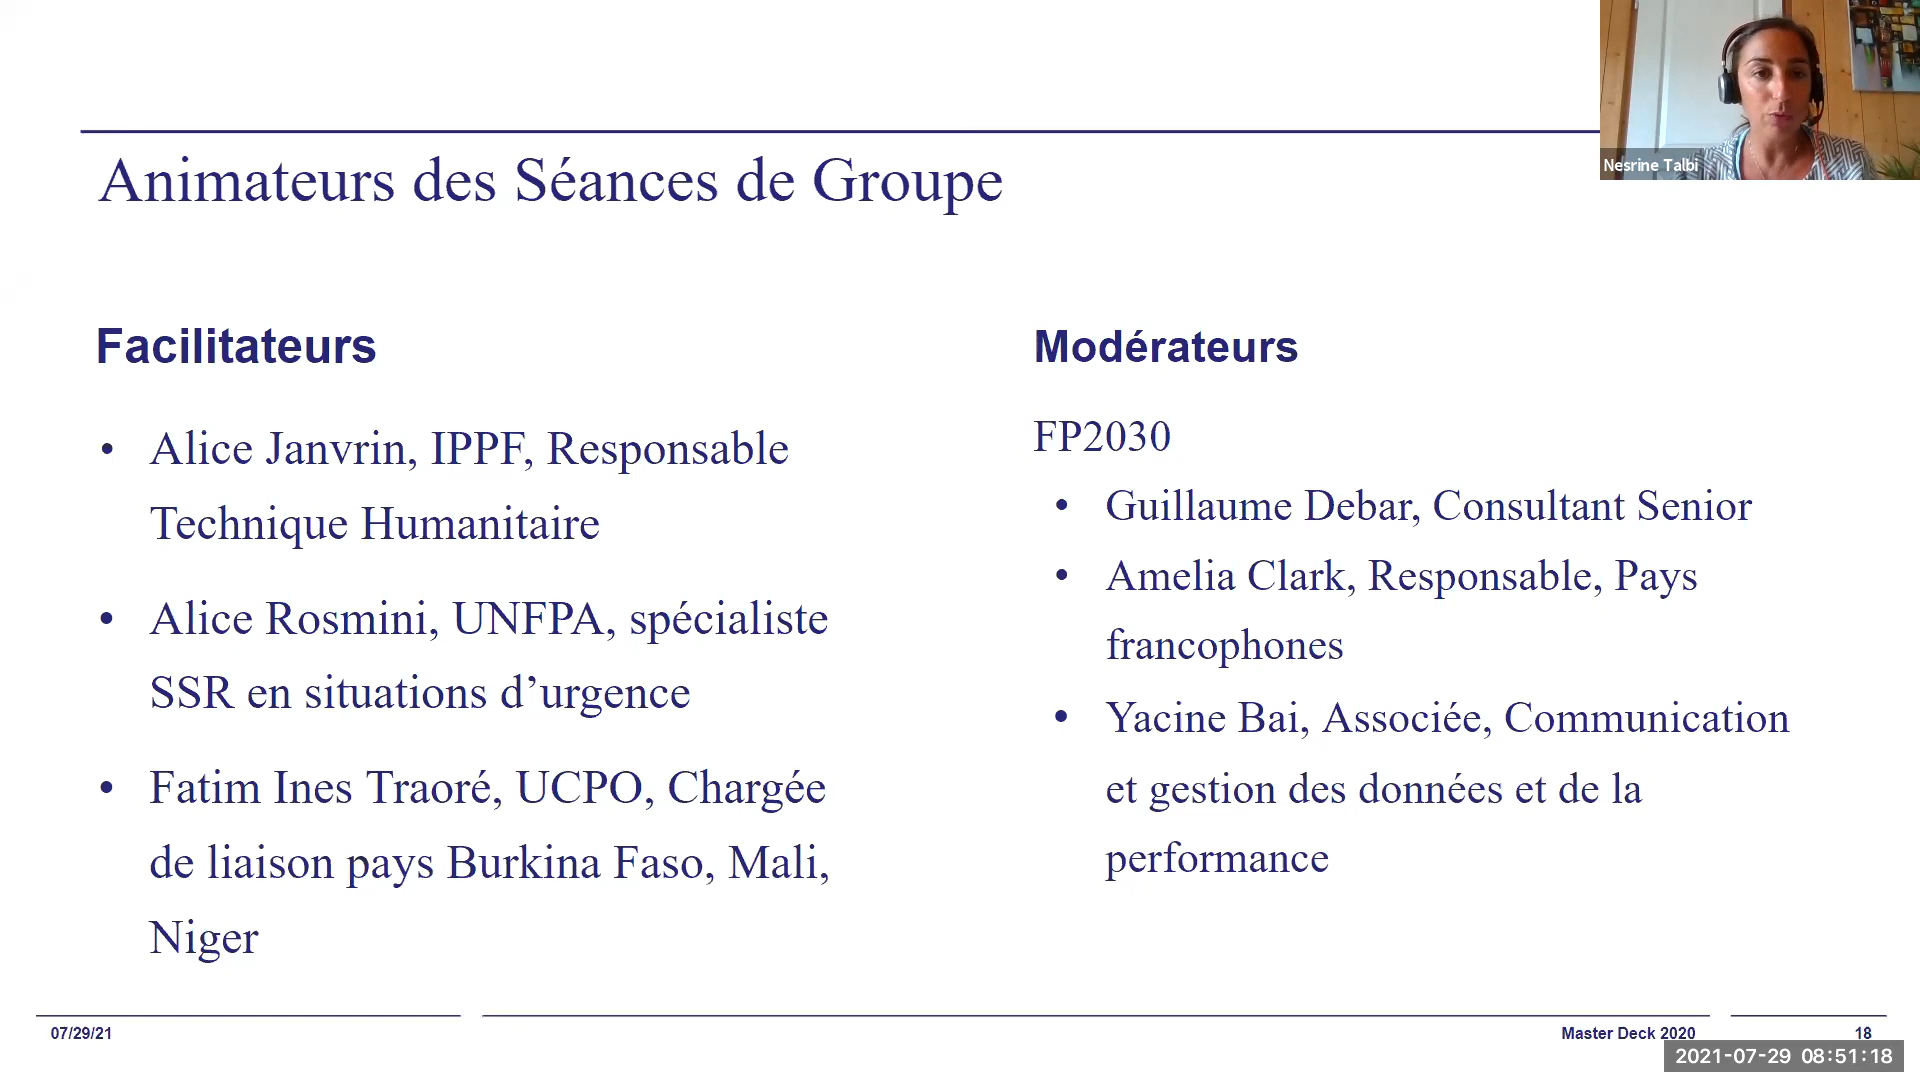 Nesrine Talbi
Animateurs des Séances de Groupe
Facilitateurs
• Alice Janvrin, IPPF, Responsable
Technique Humanitaire
• Alice Rosmini, UNFPA, spécialiste
SSR en situations d’urgence
• Fatim Ines Traoré, UCPO, Chargée
de liaison pays Burkina Faso, Mali,
Niger
Modérateurs
FP2030
• Guillaume Debar, Consultant Senior
• Amelia Clark, Responsable, Pays
francophones
• Yacine Bai, Associée, Communication
et gestion des données et de la
performance
07/29/21
Master Deck 2020
18
2021-07-29 08:51:18